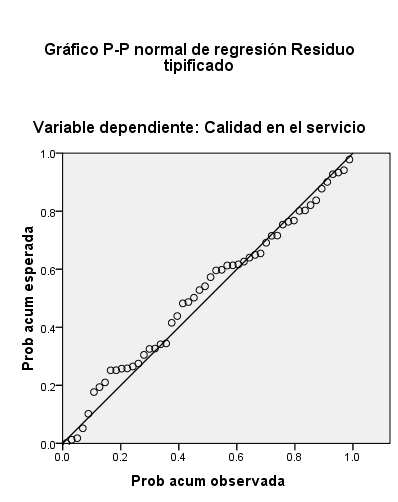 Gráfico P-P normal de regresión Residuo
tipificado
Variable dependiente: Calidad en el servicio
Prob acum esperada
1.0
0.8
0.6
0.4
0.2
0.0
0.0 0.2 0.4 0.6 0.8 1.0
Prob acum observada